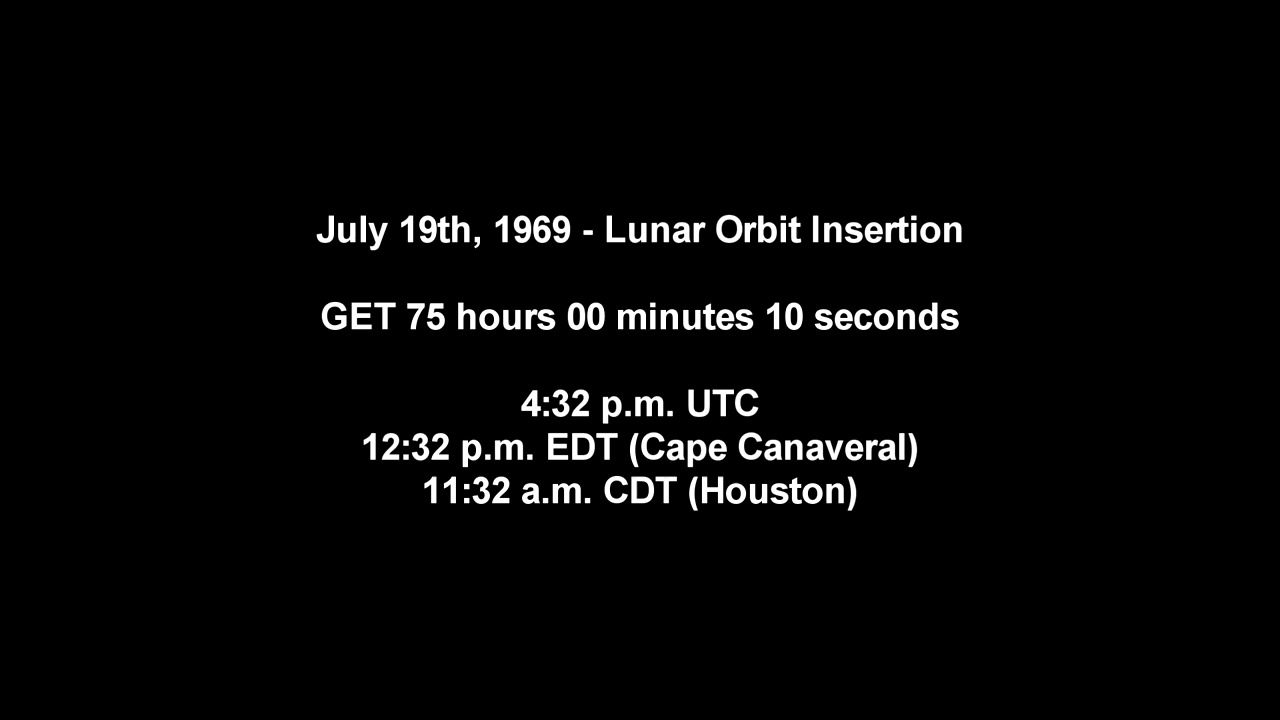 July 19th, 1969 - Lunar Orbit Insertion
GET 75 hours 00 minutes 10 seconds
4:32 p.m. UTC
12:32 p.m. EDT (Cape Canaveral)
11:32 a.m. CDT (Houston)